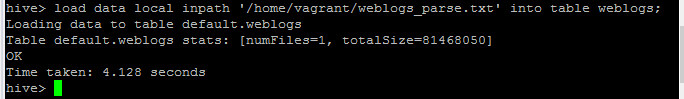 hive> load data local inpath '/home/vagrant/weblogs_parse.txt' into table weblogs;
Loading data to table default.weblogs
Table default.weblogs stats: [numFiles=1, totalSize=81468050]
OK
Time taken: 4.128 seconds
hive>